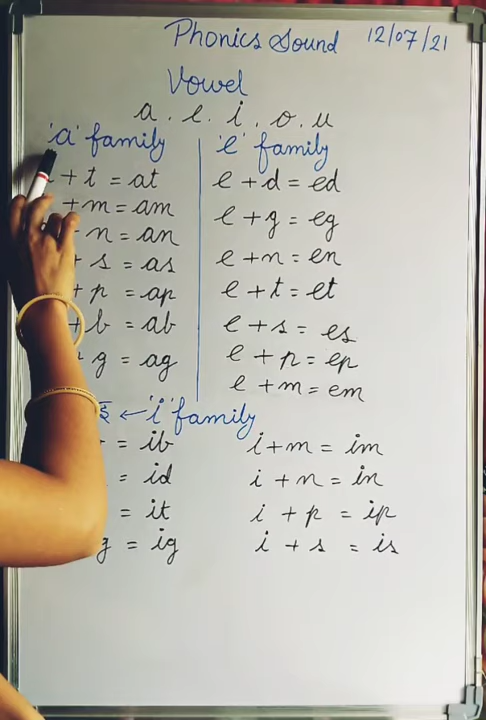 Phonics Sound 12/07/21
Vowel
a. e. i. o. u
'a' family
+ t = at
+ m = am
+ n = an
+ s = as
+ p = ap
+ b = ab
g = ag
'e' family
e + d = ed
e + g = eg
e + n = en
e + t = et
e + s = es
e + p = ep
e + m = em
इ ← 'i' family
= ib
= id
= it
g = ig
i + m = im
i + n = in
i + p = ip
i + s = is